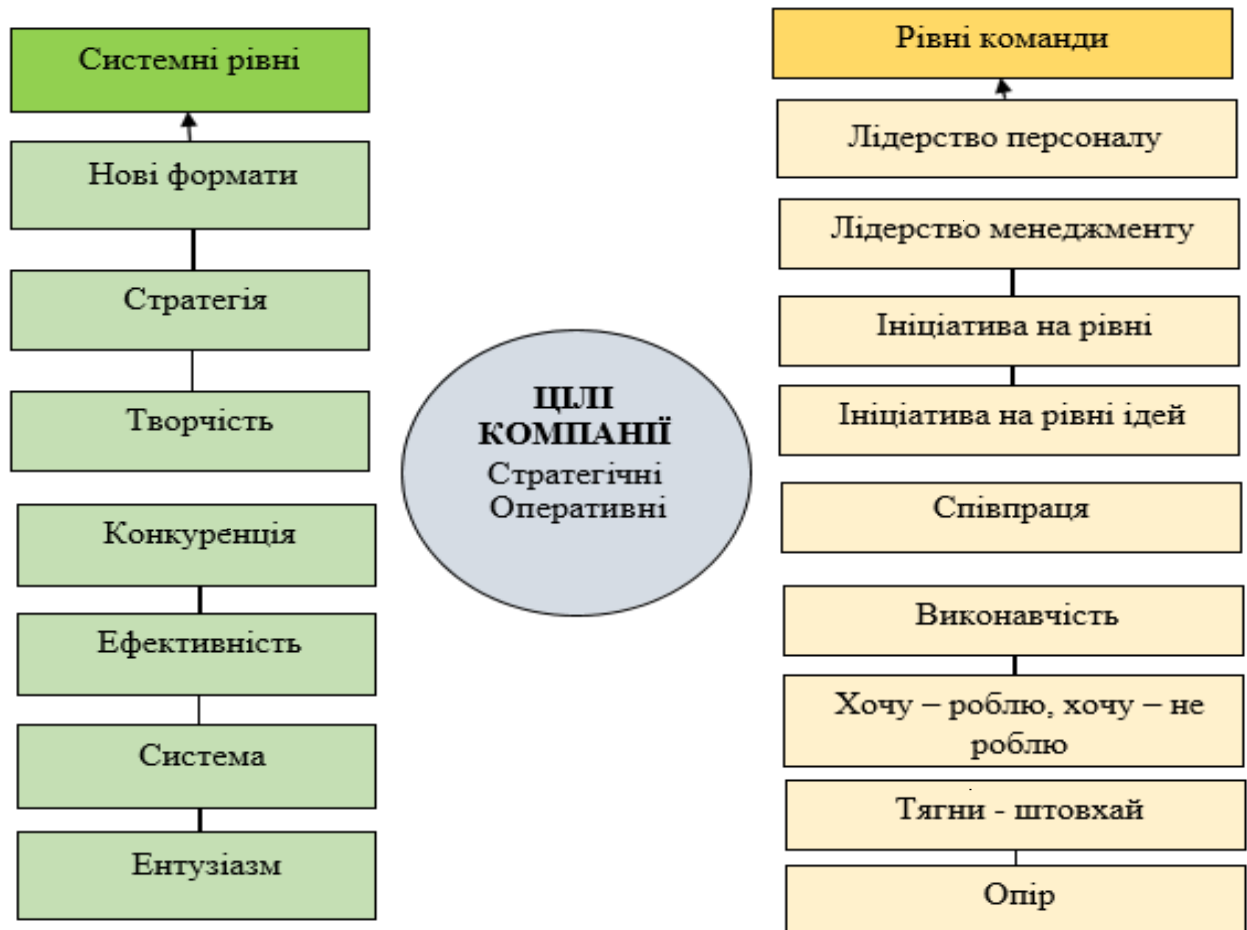 Системні рівні
Нові формати
Стратегія
Творчість
Конкуренція
Ефективність
Система
Ентузіазм
ЦІЛІ
КОМПАНІЇ
Стратегічні
Оперативні
Рівні команди
Лідерство персоналу
Лідерство менеджменту
Ініціатива на рівні
Ініціатива на рівні ідей
Співпраця
Виконавчість
Хочу – роблю, хочу – не
роблю
Тягни - штовхай
Опір